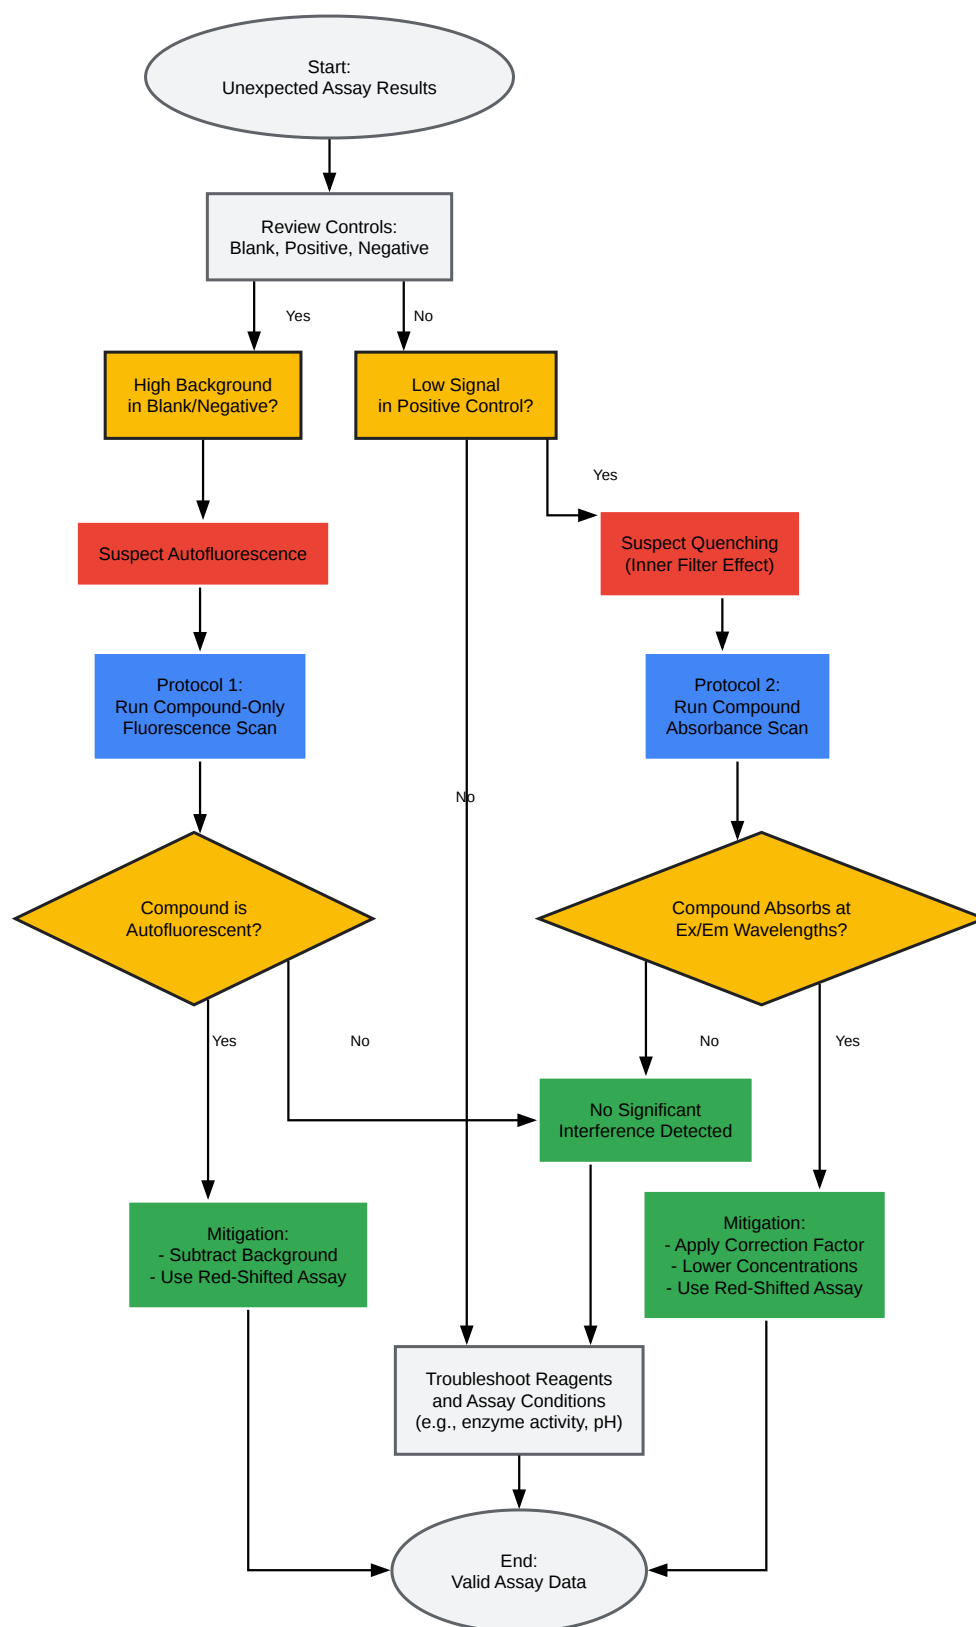 Start:
Unexpected Assay Results
Review Controls:
Blank, Positive, Negative
Yes
No
High Background
in Blank/Negative?
Low Signal
in Positive Control?
Yes
Suspect Autofluorescence
Suspect Quenching
(Inner Filter Effect)
Protocol 1:
Run Compound-Only
Fluorescence Scan
Protocol 2:
Run Compound
Absorbance Scan
No
Compound is
Autofluorescent?
Compound Absorbs at
Ex/Em Wavelengths?
Yes
No
No
Yes
No Significant
Interference Detected
Mitigation:
- Subtract Background
- Use Red-Shifted Assay
Mitigation:
- Apply Correction Factor
- Lower Concentrations
- Use Red-Shifted Assay
Troubleshoot Reagents
and Assay Conditions
(e.g., enzyme activity, pH)
End:
Valid Assay Data